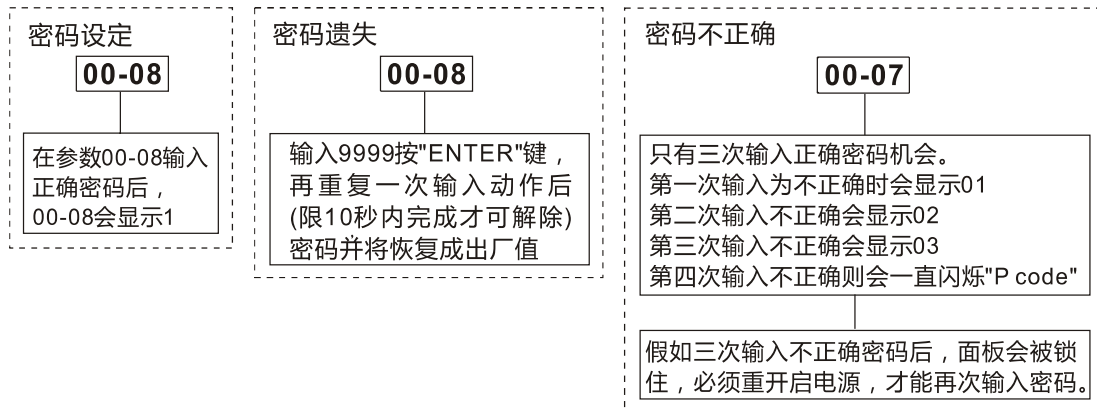 密码设定
00-08
在参数00-08输入
正确密码后，
00-08会显示1
密码遗失
00-08
输入9999按"ENTER"键，
再重复一次输入动作后
(限10秒内完成才可解除)
密码并将恢复成出厂值
密码不正确
00-07
只有三次输入正确密码机会。
第一次输入为不正确时会显示01
第二次输入不正确会显示02
第三次输入不正确会显示03
第四次输入不正确则会一直闪烁"P code"
假如三次输入不正确密码后，面板会被锁
住，必须重开启电源，才能再次输入密码。